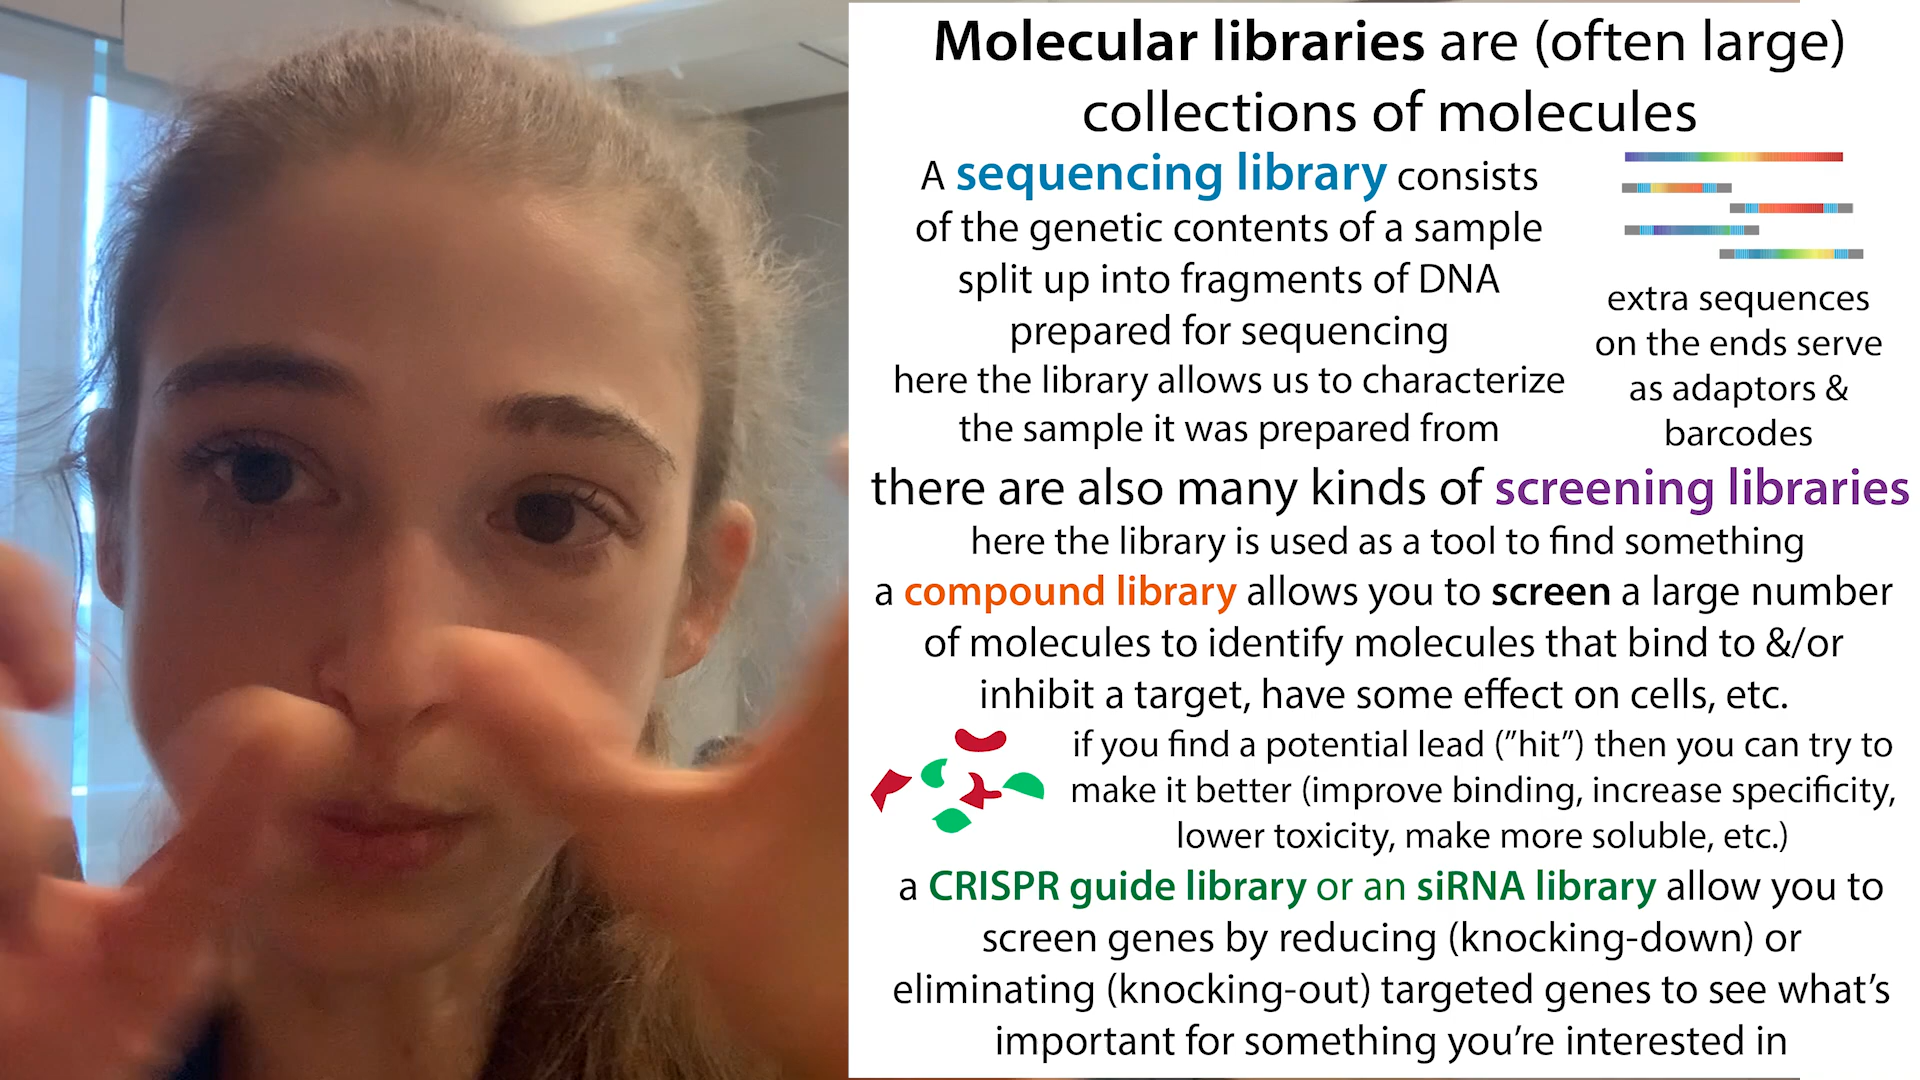 Molecular libraries are (often large)
collections of molecules
A sequencing library consists
of the genetic contents of a sample
split up into fragments of DNA
prepared for sequencing
here the library allows us to characterize
the sample it was prepared from
extra sequences
on the ends serve
as adaptors &
barcodes
there are also many kinds of screening libraries
here the library is used as a tool to find something
a compound library allows you to screen a large number
of molecules to identify molecules that bind to &/or
inhibit a target, have some effect on cells, etc.
if you find a potential lead (”hit”) then you can try to
make it better (improve binding, increase specificity,
lower toxicity, make more soluble, etc.)
a CRISPR guide library or an siRNA library allow you to
screen genes by reducing (knocking-down) or
eliminating (knocking-out) targeted genes to see what’s
important for something you’re interested in